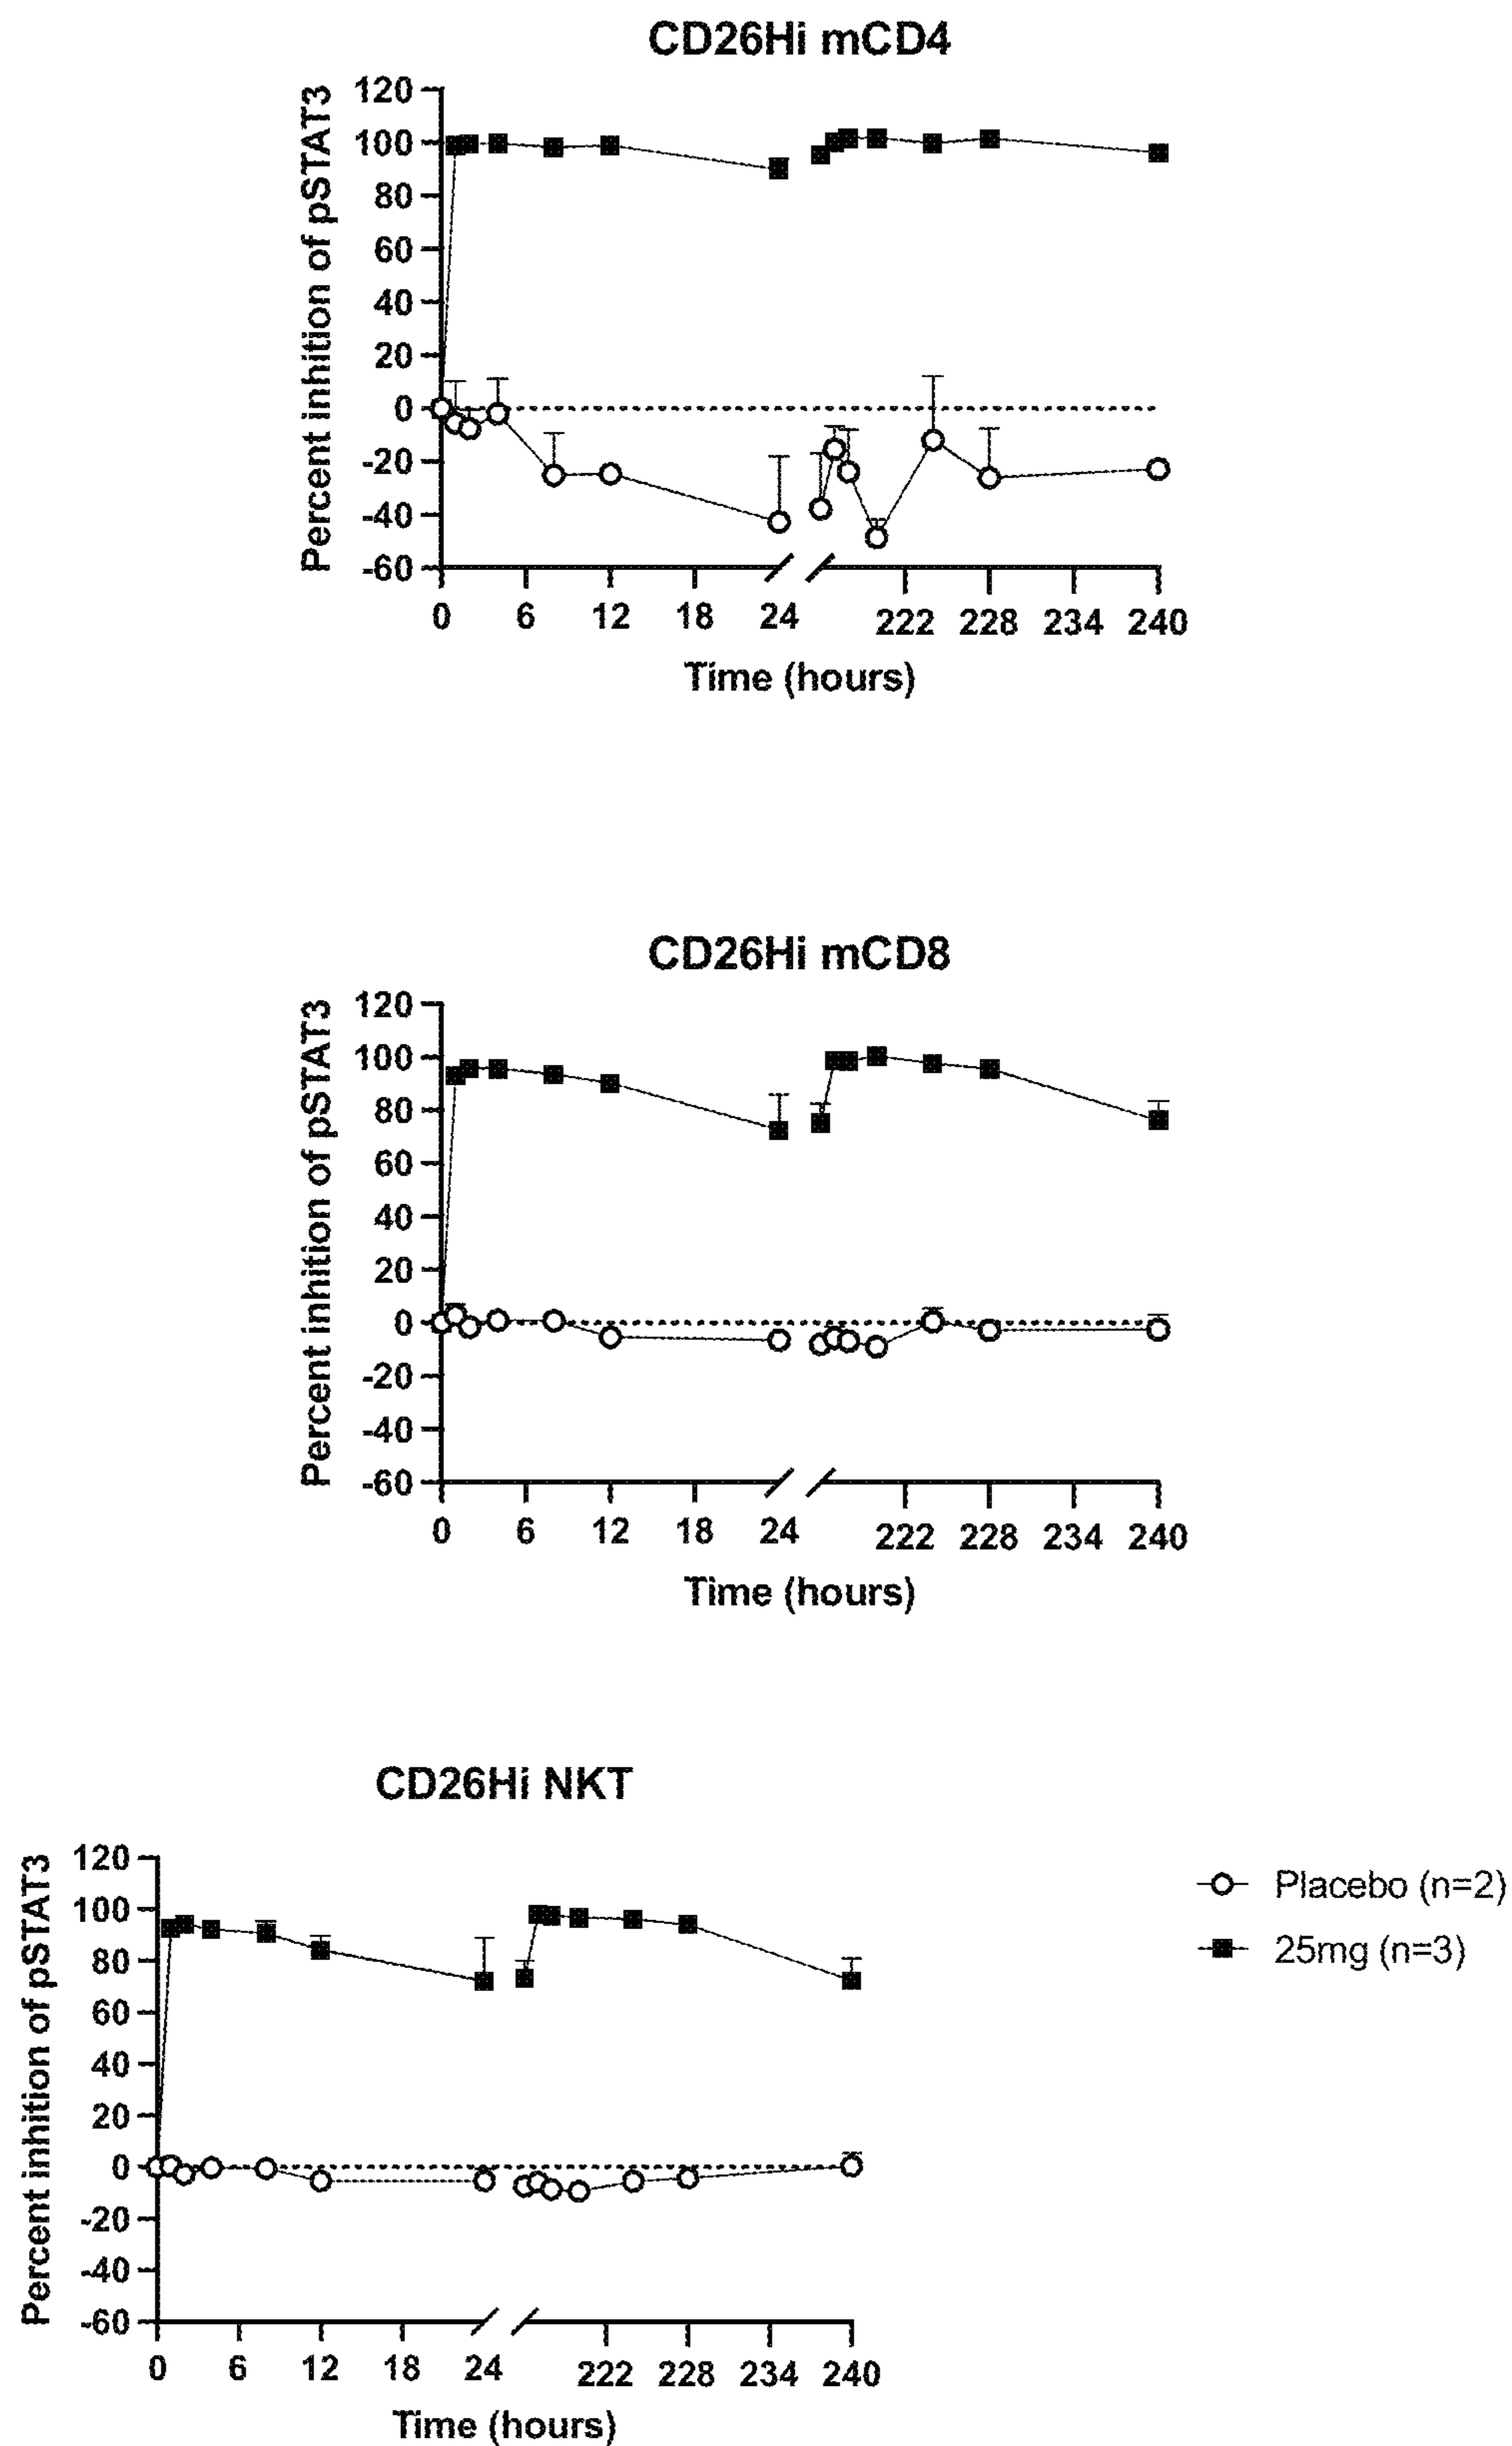 CD26Hi mCD4
Percent inhition of pSTAT3
120
100
80
60
40
20
0
-20
-40
-60
0 6 12 18 24 222 228 234 240
Time (hours)
CD26Hi mCD8
Percent inhition of pSTAT3
120
100
80
60
40
20
0
-20
-40
-60
0 6 12 18 24 222 228 234 240
Time (hours)
CD26Hi NKT
Percent inhition of pSTAT3
120
100
80
60
40
20
0
-20
-40
-60
0 6 12 18 24 222 228 234 240
Time (hours)
Placebo (n=2)
25mg (n=3)